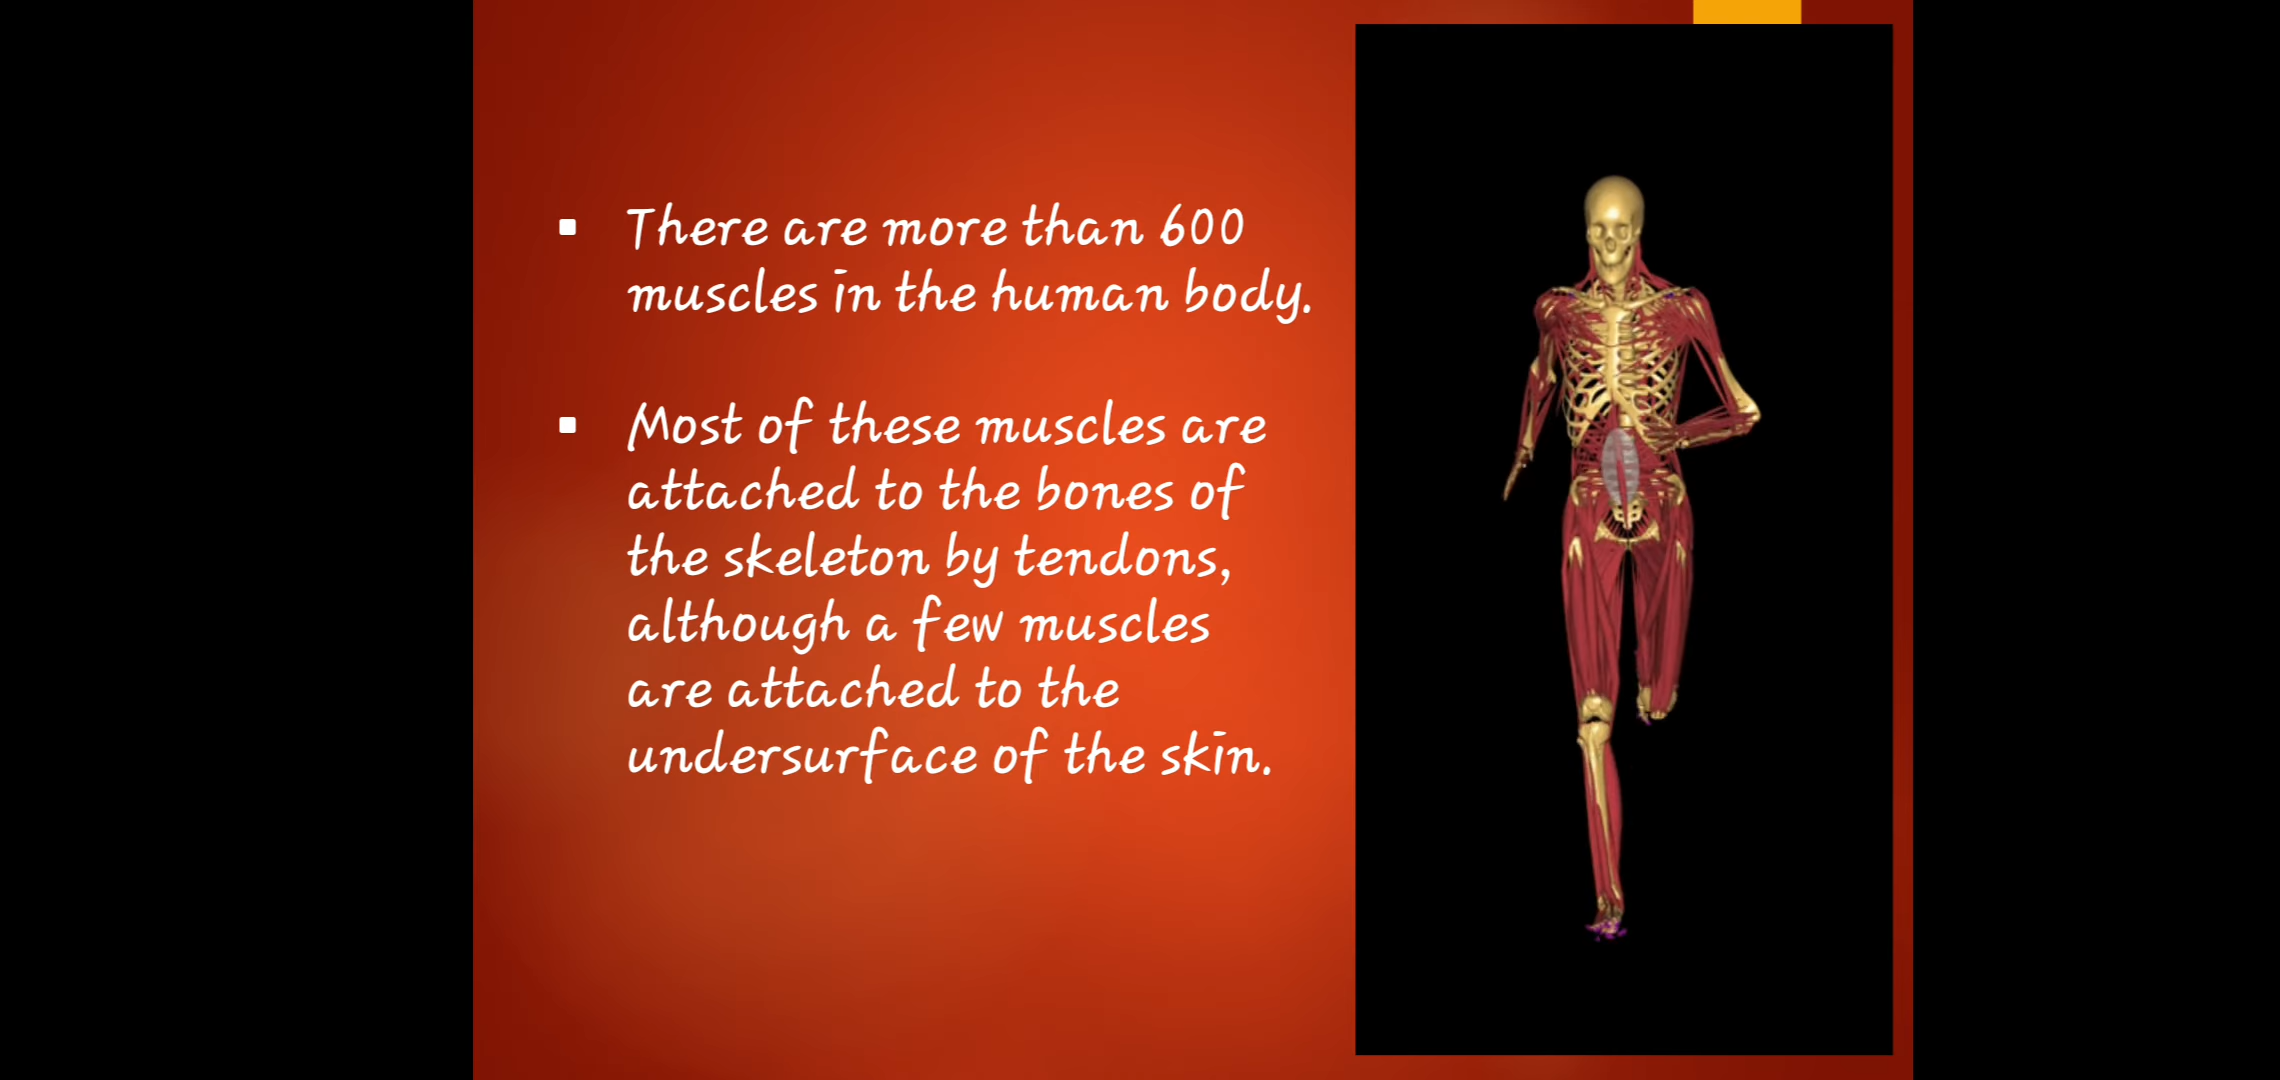 ▪ There are more than 600
muscles in the human body.
▪ Most of these muscles are
attached to the bones of
the skeleton by tendons,
although a few muscles
are attached to the
undersurface of the skin.